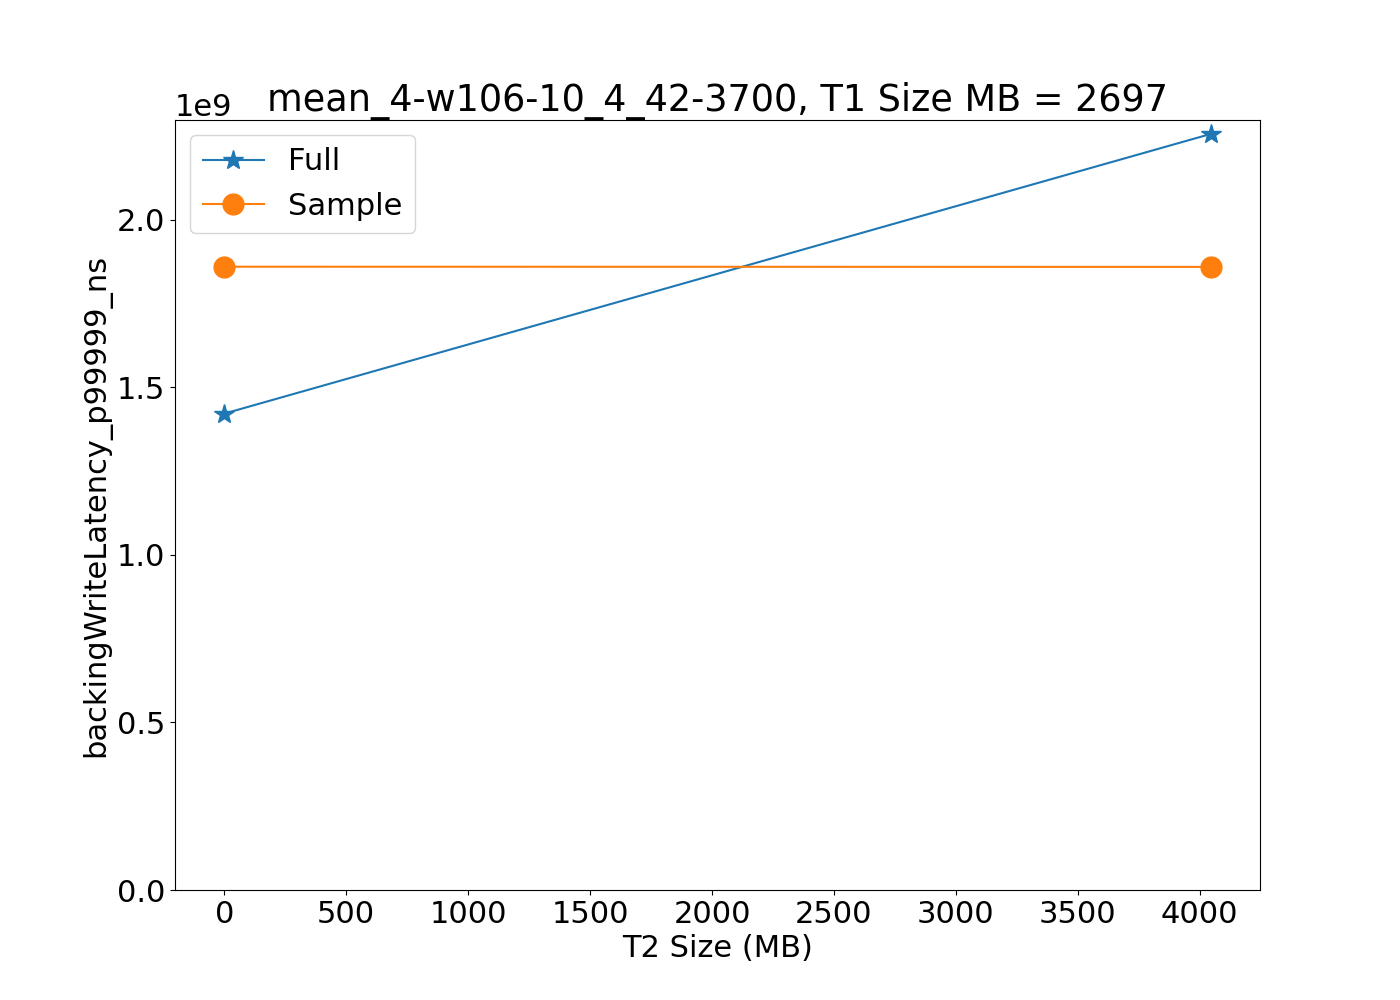 mean_4-w106-10_4_42-3700, T1 Size MB = 2697
1e9
Full
Sample
2.0
1.5
1.0
0.5
0.0
backingWriteLatency_p99999_ns
0 500 1000 1500 2000 2500 3000 3500 4000
T2 Size (MB)